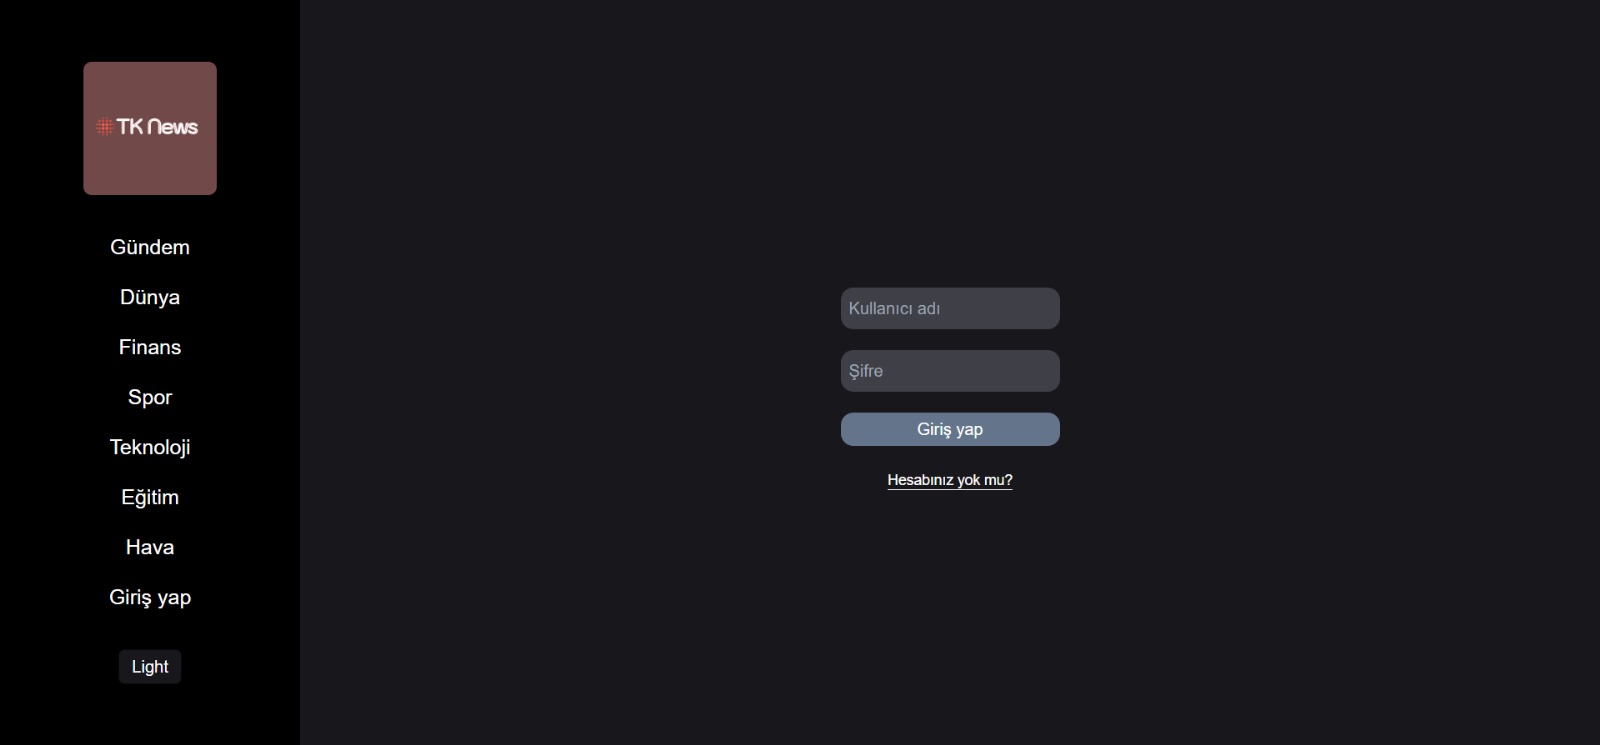 TK News
Gündem
Dünya
Finans
Spor
Teknoloji
Eğitim
Hava
Giriş yap
Light
Kullanıcı adı
Şifre
Giriş yap
Hesabınız yok mu?